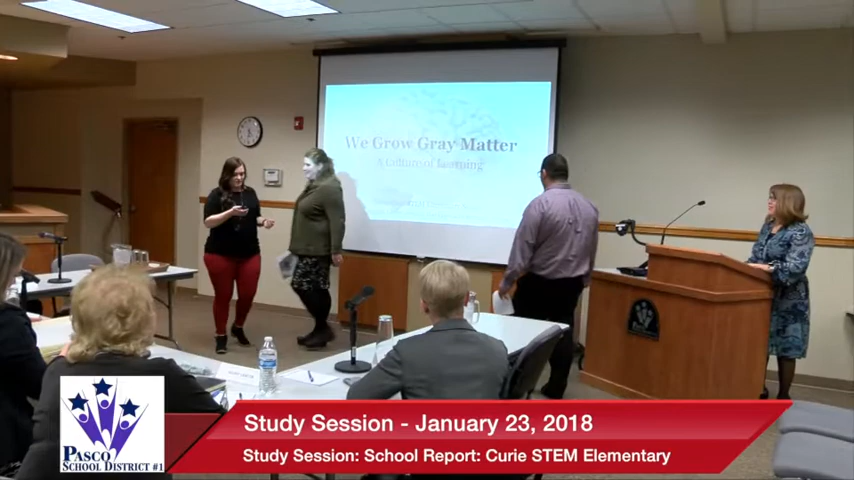 We Grow Gray Matter
A Culture of Learning
PASCO
SCHOOL DISTRICT #1
Study Session - January 23, 2018
Study Session: School Report: Curie STEM Elementary